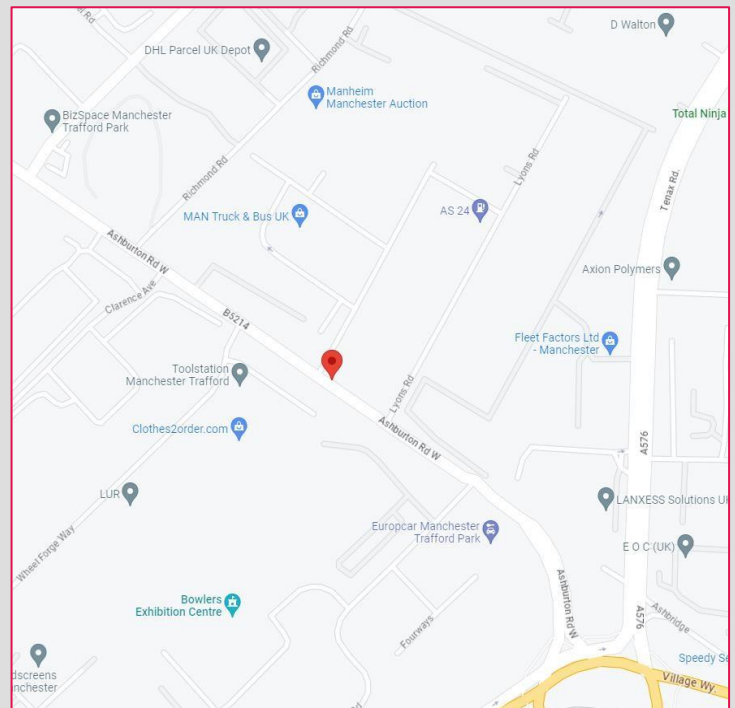 D Walton
DHL Parcel UK Depot
Richmond Rd
Manheim
Manchester Auction
BizSpace Manchester
Trafford Park
Total Ninja
Lyons Rd
Richmond Rd
Tenax Rd.
AS 24
MAN Truck & Bus UK
Ashburton Rd W
Axion Polymers
Clarence Ave
B5214
Fleet Factors Ltd
- Manchester
Toolstation
Manchester Trafford
Lyons Rd
Clothes2order.com
Ashburton Rd W
A576
LUR
LANXESS Solutions U
Europcar Manchester
Trafford Park
E O C (UK)
Wheel Forge Way
Bowlers
Exhibition Centre
Ashburton Rd W
A576
Ashbridge
Fourways
dscreens
nchester
Speedy Se
Village Wy.